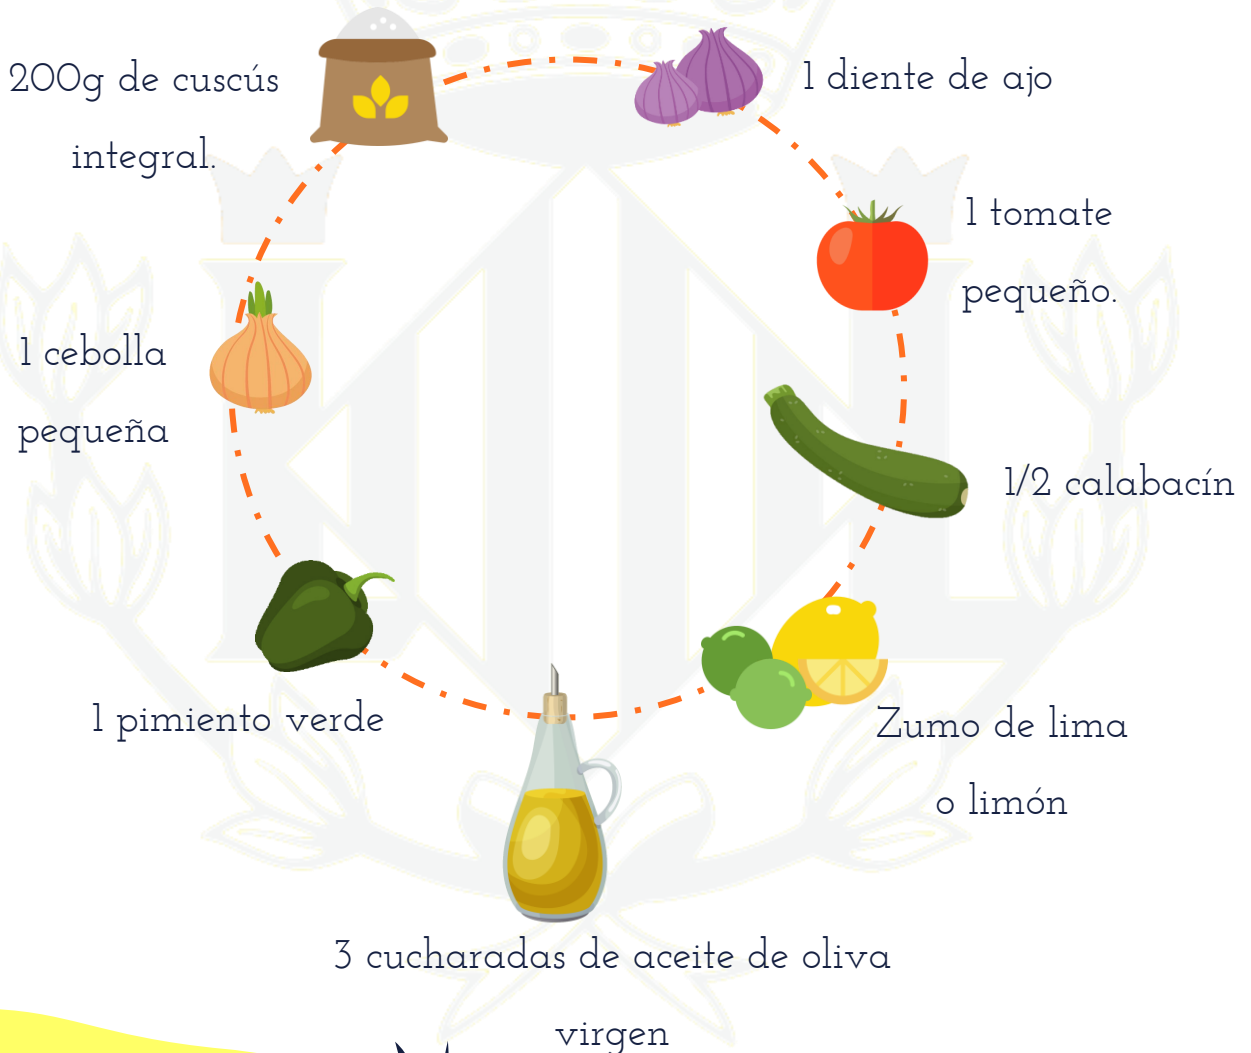 200g de cuscús
integral.
1 diente de ajo
1 tomate
pequeño.
1 cebolla
pequeña
1/2 calabacín
1 pimiento verde
Zumo de lima
o limón
3 cucharadas de aceite de oliva
virgen